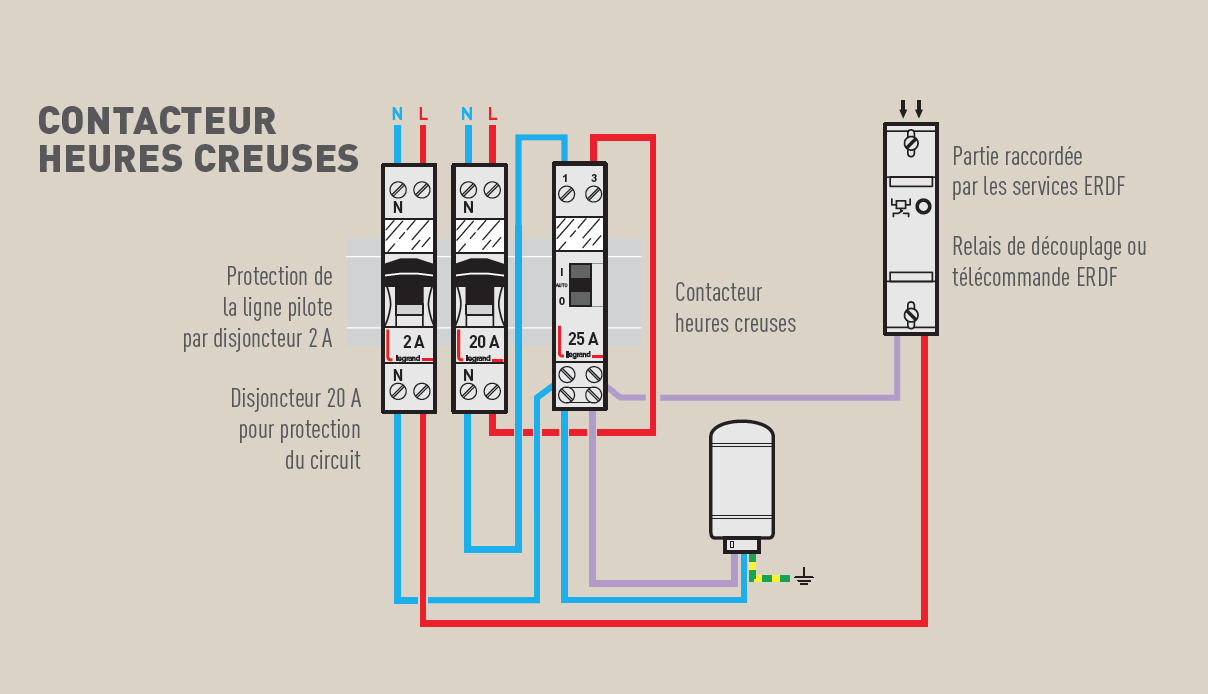 CONTACTEUR
HEURES CREUSES
N L
N L
N
N
1 3
I
AUTO
0
2 A
legrand
20 A
legrand
25 A
legrand
N
N
Protection de
la ligne pilote
par disjoncteur 2 A
Disjoncteur 20 A
pour protection
du circuit
Contacteur
heures creuses
Partie raccordée
par les services ERDF
Relais de découplage ou
télécommande ERDF